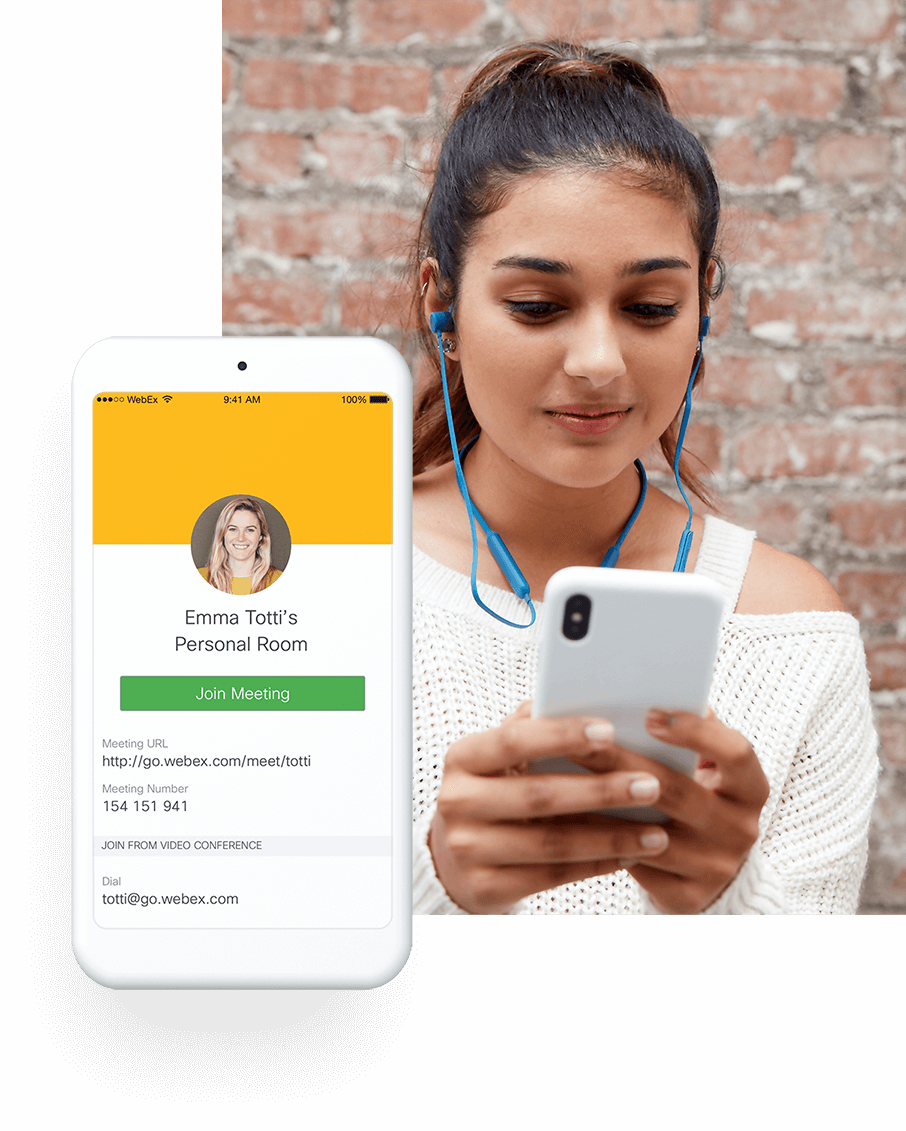 WebEx 9:41 AM 100%
Emma Totti’s
Personal Room
Join Meeting
Meeting URL
http://go.webex.com/meet/totti
Meeting Number
154 151 941
JOIN FROM VIDEO CONFERENCE
Dial
totti@go.webex.com